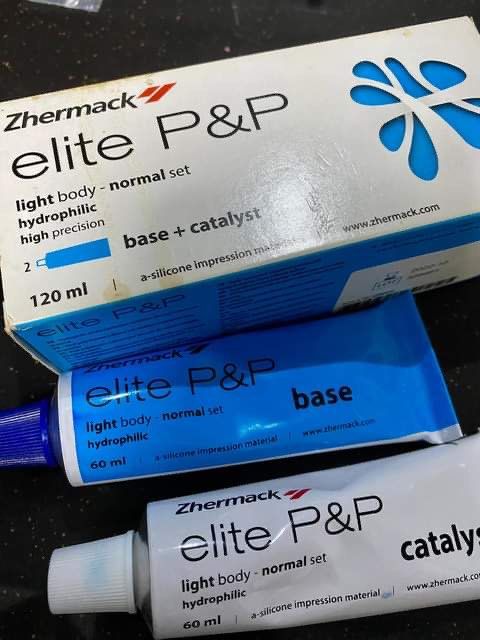 Zhermack
elite P&P
light body - normal set
hydrophilic
high precision
2 base + catalyst
120 ml a-silicone impression www.zhermack.com
elite P&P
Zhermack
elite P&P
base
light body - normal set
hydrophilic
60 ml a-silicone impression material www.zhermack.com
Zhermack
elite P&P
light body - normal set
hydrophilic
60 ml a-silicone impression material www.zhermack.com